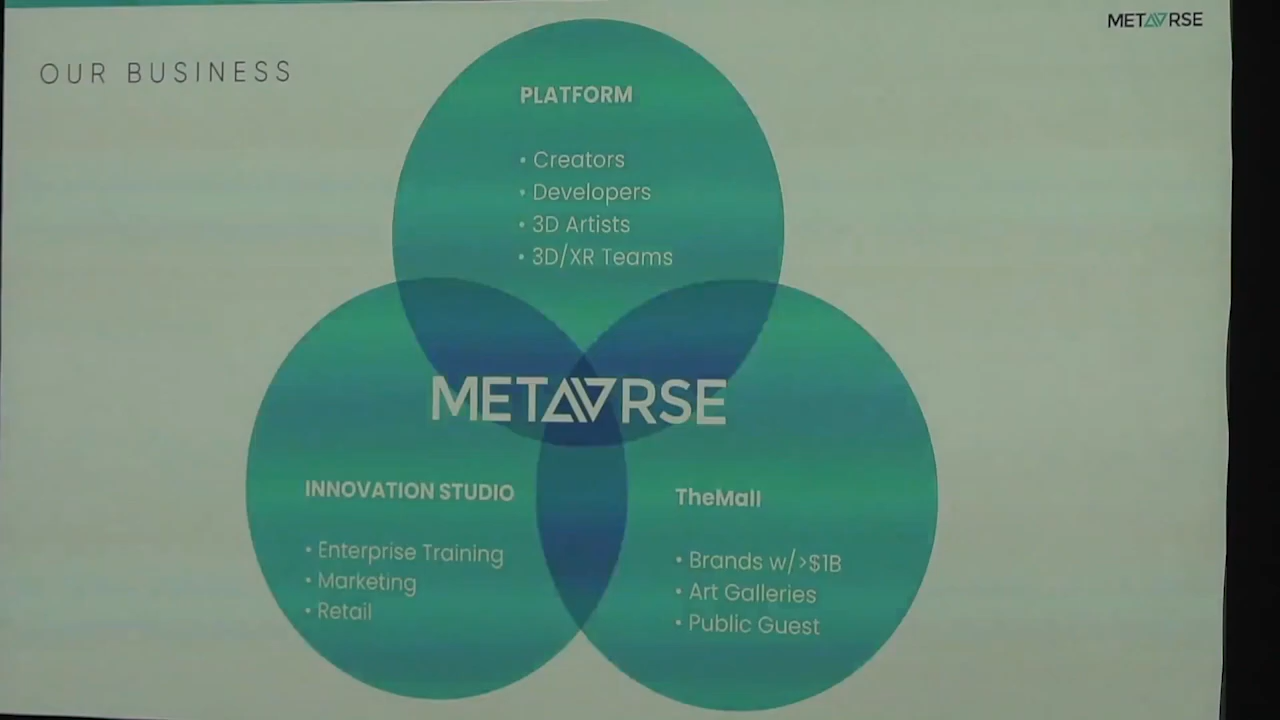 METAVRSE
OUR BUSINESS
PLATFORM
• Creators
• Developers
• 3D Artists
• 3D/XR Teams
METAVRSE
INNOVATION STUDIO
• Enterprise Training
• Marketing
• Retail
TheMall
• Brands w/>$1B
• Art Galleries
• Public Guest